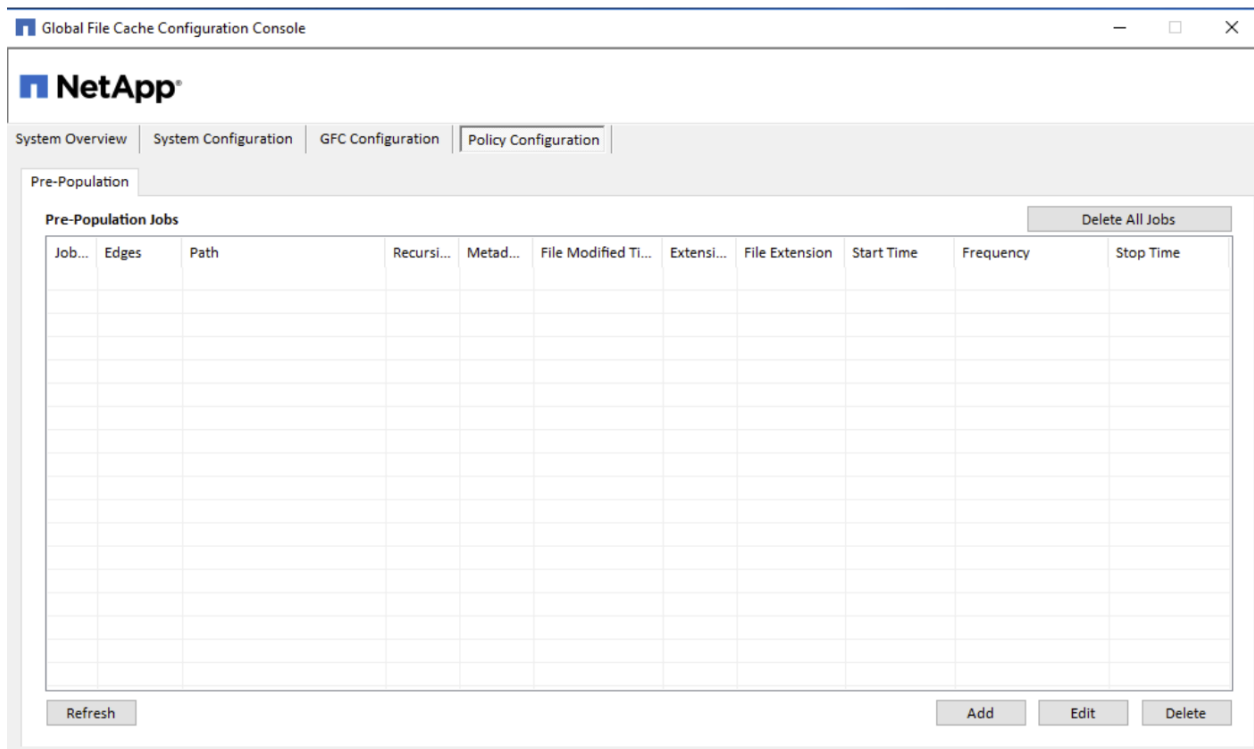 Global File Cache Configuration Console
NetApp®
System Overview System Configuration GFC Configuration Policy Configuration
Pre-Population
Pre-Population Jobs Delete All Jobs
Job... Edges Path Recursi... Metad... File Modified Ti... Extensi... File Extension Start Time Frequency Stop Time
Refresh Add Edit Delete